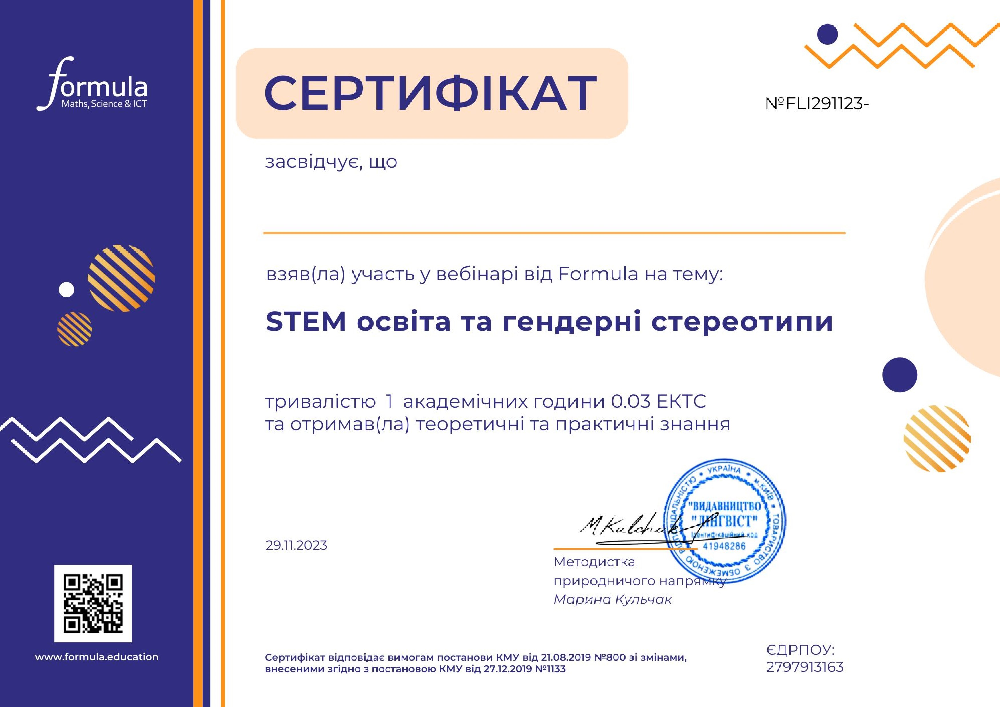 formula
Maths, Science & ICT
СЕРТИФІКАТ
№FLI291123-
засвідчує, що
взяв(ла) участь у вебінарі від Formula на тему:
STEM освіта та гендерні стереотипи
тривалістю 1 академічних години 0.03 ЕКТС
та отримав(ла) теоретичні та практичні знання
29.11.2023
M Kulchak
УКРАЇНА * м.КИЇВ * ТОВАРИСТВО З ОБМЕЖЕНОЮ ВІДПОВІДАЛЬНІСТЮ *
"ВИДАВНИЦТВО
"ЛІНГВІСТ"
Ідентифікаційний код
41948286
Методистка
природничого напрямку
Марина Кульчак
www.formula.education
Сертифікат відповідає вимогам постанови КМУ від 21.08.2019 №800 зі змінами,
внесеними згідно з постановою КМУ від 27.12.2019 №1133
ЄДРПОУ:
2797913163